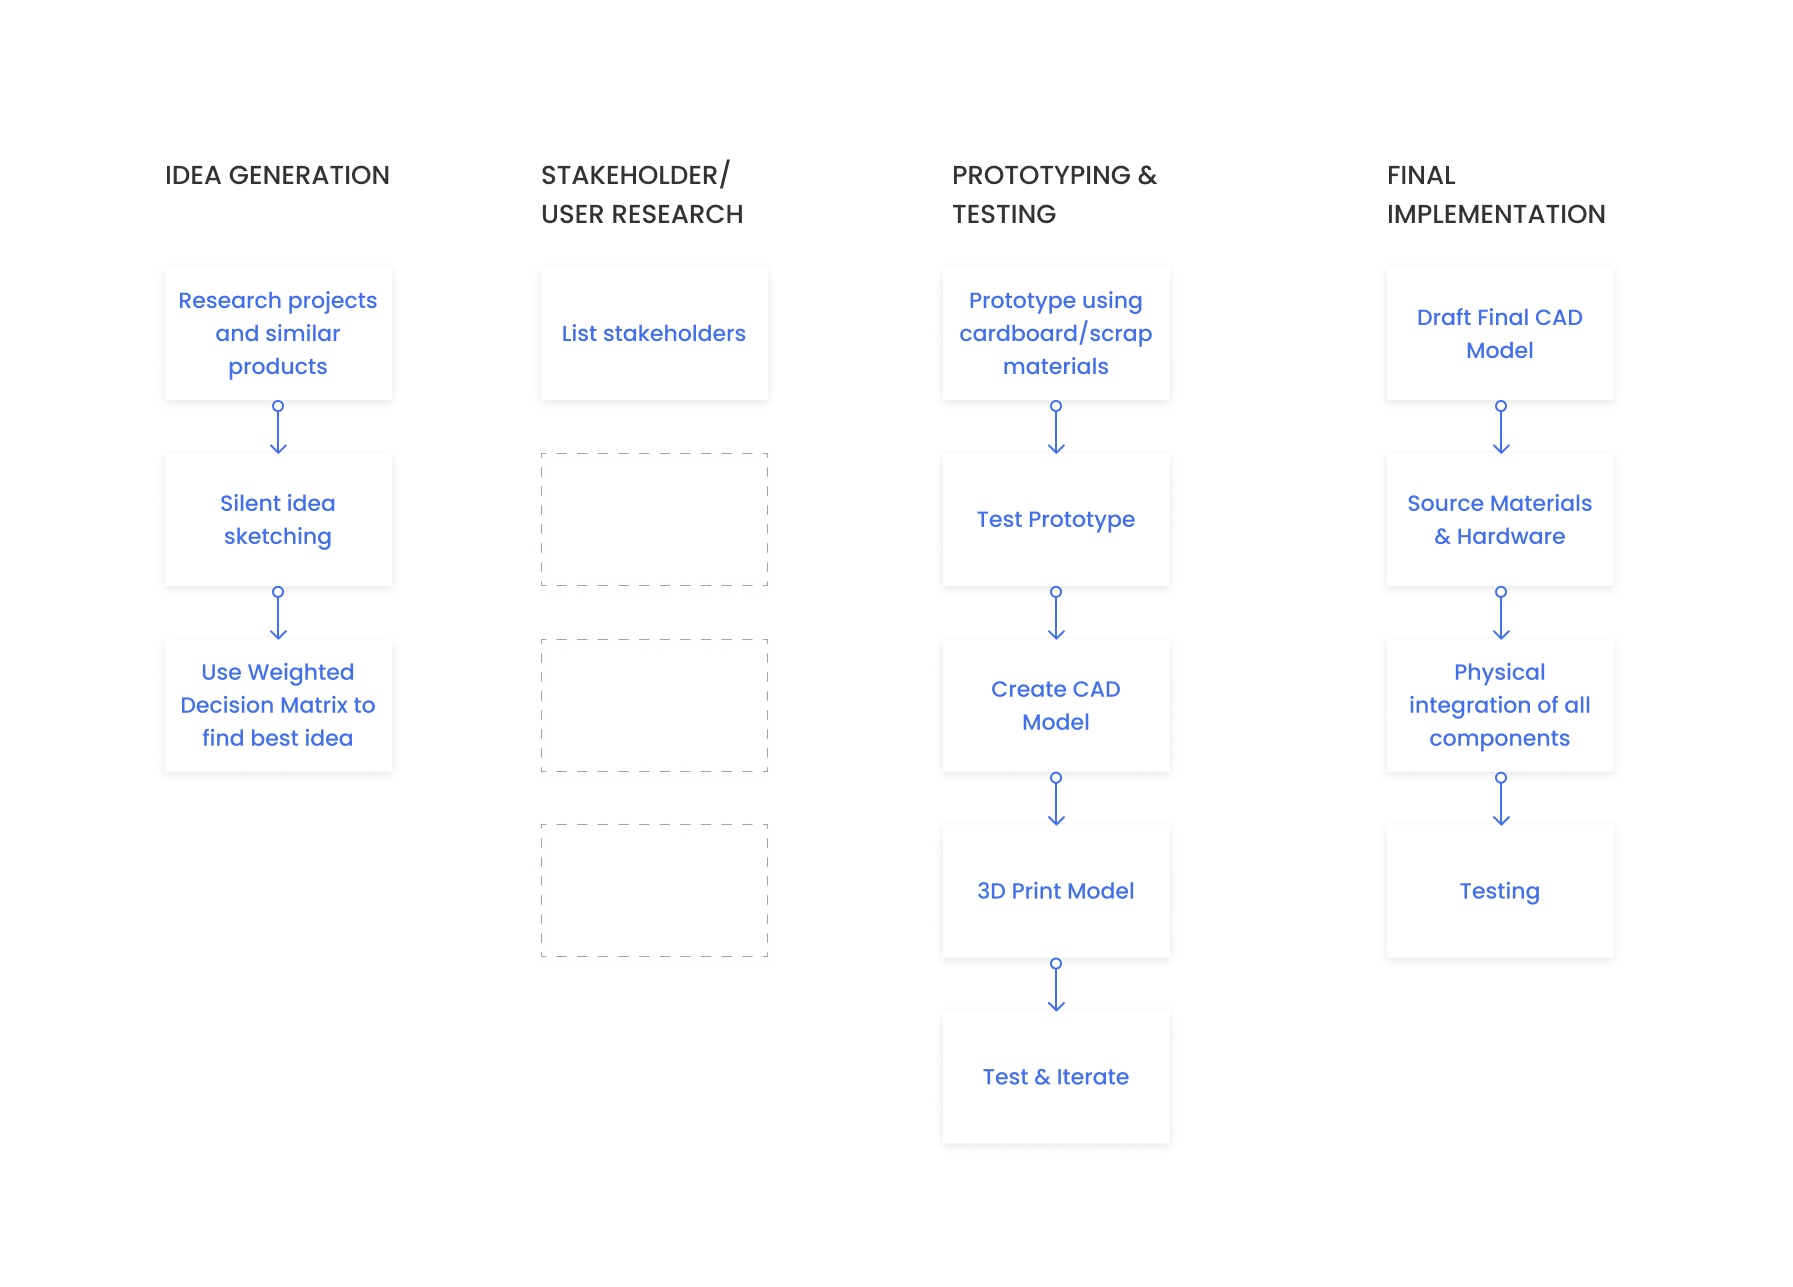 IDEA GENERATION
Research projects
and similar
products
Silent idea
sketching
Use Weighted
Decision Matrix to
find best idea
STAKEHOLDER/
USER RESEARCH
List stakeholders
PROTOTYPING &
TESTING
Prototype using
cardboard/scrap
materials
Test Prototype
Create CAD
Model
3D Print Model
Test & Iterate
FINAL
IMPLEMENTATION
Draft Final CAD
Model
Source Materials
& Hardware
Physical
integration of all
components
Testing